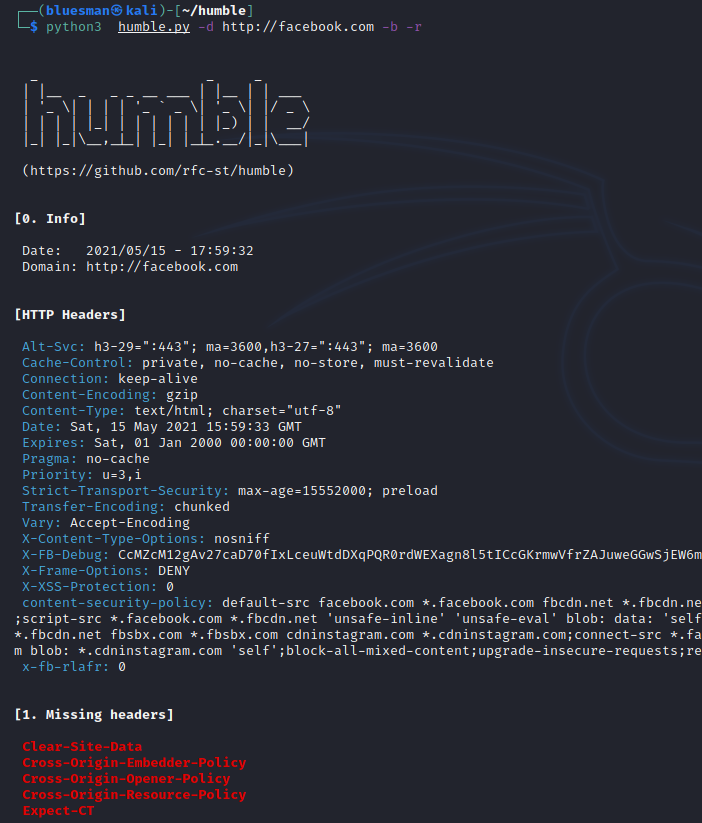 ┌──(bluesman㉿kali)-[~/humble]
└─$ python3 humble.py -d http://facebook.com -b -r
humble
(https://github.com/rfc-st/humble)
[0. Info]
Date: 2021/05/15 - 17:59:32
Domain: http://facebook.com
[HTTP Headers]
Alt-Svc: h3-29=":443"; ma=3600,h3-27=":443"; ma=3600
Cache-Control: private, no-cache, no-store, must-revalidate
Connection: keep-alive
Content-Encoding: gzip
Content-Type: text/html; charset="utf-8"
Date: Sat, 15 May 2021 15:59:33 GMT
Expires: Sat, 01 Jan 2000 00:00:00 GMT
Pragma: no-cache
Priority: u=3,i
Strict-Transport-Security: max-age=15552000; preload
Transfer-Encoding: chunked
Vary: Accept-Encoding
X-Content-Type-Options: nosniff
X-FB-Debug: CcMZcM12gAv27caD70fIxLceuWtdDXqPQR0rdWEXagn8l5tICcGKrmwVfrZAJuweGGwSjEW6m
X-Frame-Options: DENY
X-XSS-Protection: 0
content-security-policy: default-src facebook.com *.facebook.com fbcdn.net *.fbcdn.ne
;script-src *.facebook.com *.fbcdn.net 'unsafe-inline' 'unsafe-eval' blob: data: 'self
*.fbcdn.net fbsbx.com *.fbsbx.com cdninstagram.com *.cdninstagram.com;connect-src *.fa
m blob: *.cdninstagram.com 'self';block-all-mixed-content;upgrade-insecure-requests;re
x-fb-rlafr: 0
[1. Missing headers]
Clear-Site-Data
Cross-Origin-Embedder-Policy
Cross-Origin-Opener-Policy
Cross-Origin-Resource-Policy
Expect-CT